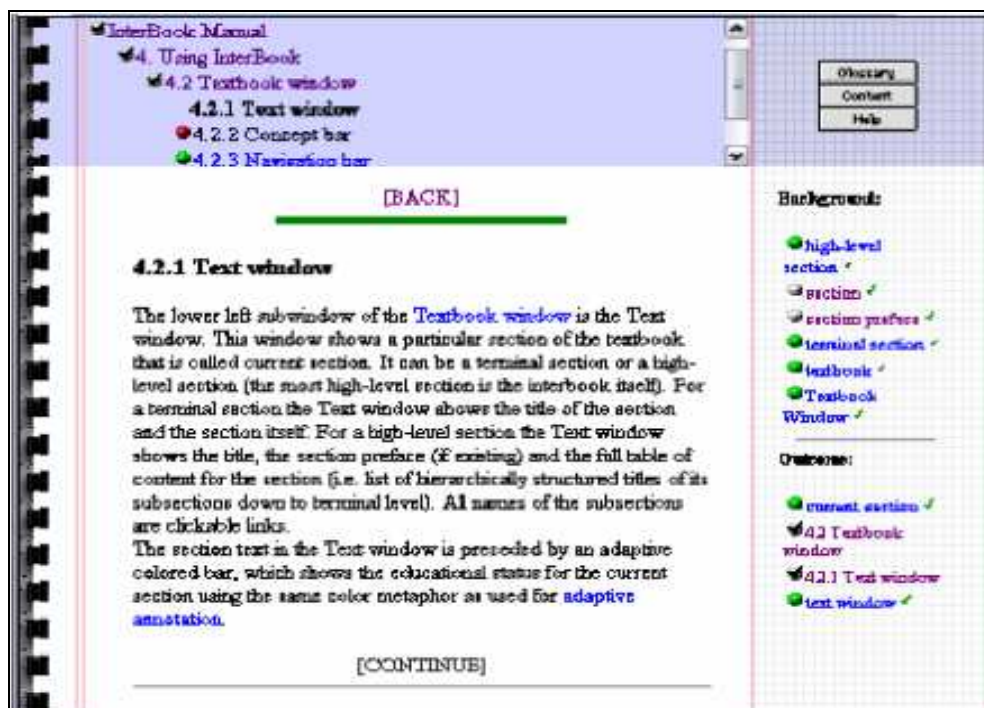 InterBook Manual
4. Using InterBook
4.2 Textbook window
4.2.1 Text window
4.2.2 Concept bar
4.2.3 Navigation bar
Glossary
Content
Help
[BACK]
4.2.1 Text window
The lower left subwindow of the Textbook window is the Text
window. This window shows a particular section of the textbook
that is called current section. It can be a terminal section or a high-
level section (the most high-level section is the interbook itself). For
a terminal section the Text window shows the title of the section
and the section itself. For a high-level section the Text window
shows the title, the section preface (if existing) and the full table of
content for the section (i.e. list of hierarchically structured titles of its
subsections down to terminal level). All names of the subsections
are clickable links.
The section text in the Text window is preceded by an adaptive
colored bar, which shows the educational status for the current
section using the same color metaphor as used for adaptive
annotation.
[CONTINUE]
Background:
high-level
section
section
section preface
terminal section
textbook
Textbook
Window
Outcome:
current section
4.2 Textbook
window
4.2.1 Text window
text window